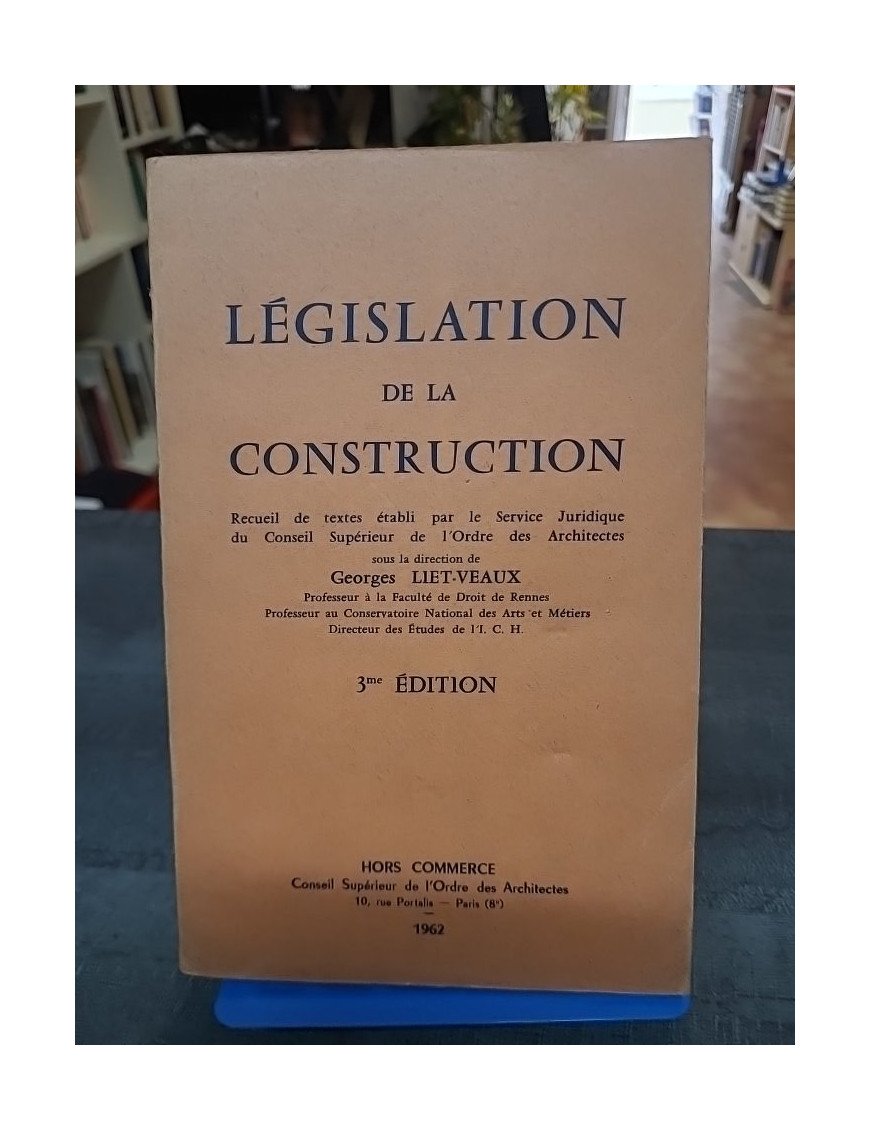 LÉGISLATION
DE LA
CONSTRUCTION
Recueil de textes établi par le Service Juridique
du Conseil Supérieur de l'Ordre des Architectes
sous la direction de
Georges LIET-VEAUX
Professeur à la Faculté de Droit de Rennes
Professeur au Conservatoire National des Arts et Métiers
Directeur des Études de l'I. C. H.
3me ÉDITION
HORS COMMERCE
Conseil Supérieur de l'Ordre des Architectes
10, rue Portalis — Paris (8e)
1962